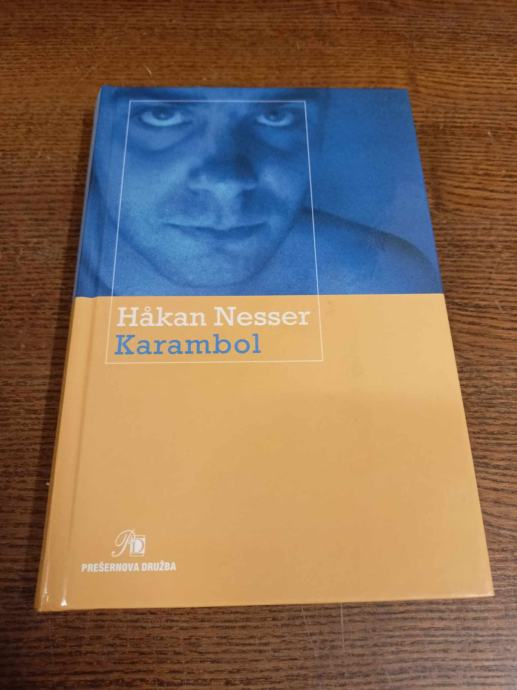 Håkan Nesser
Karambol
PREŠERNOVA DRUŽBA